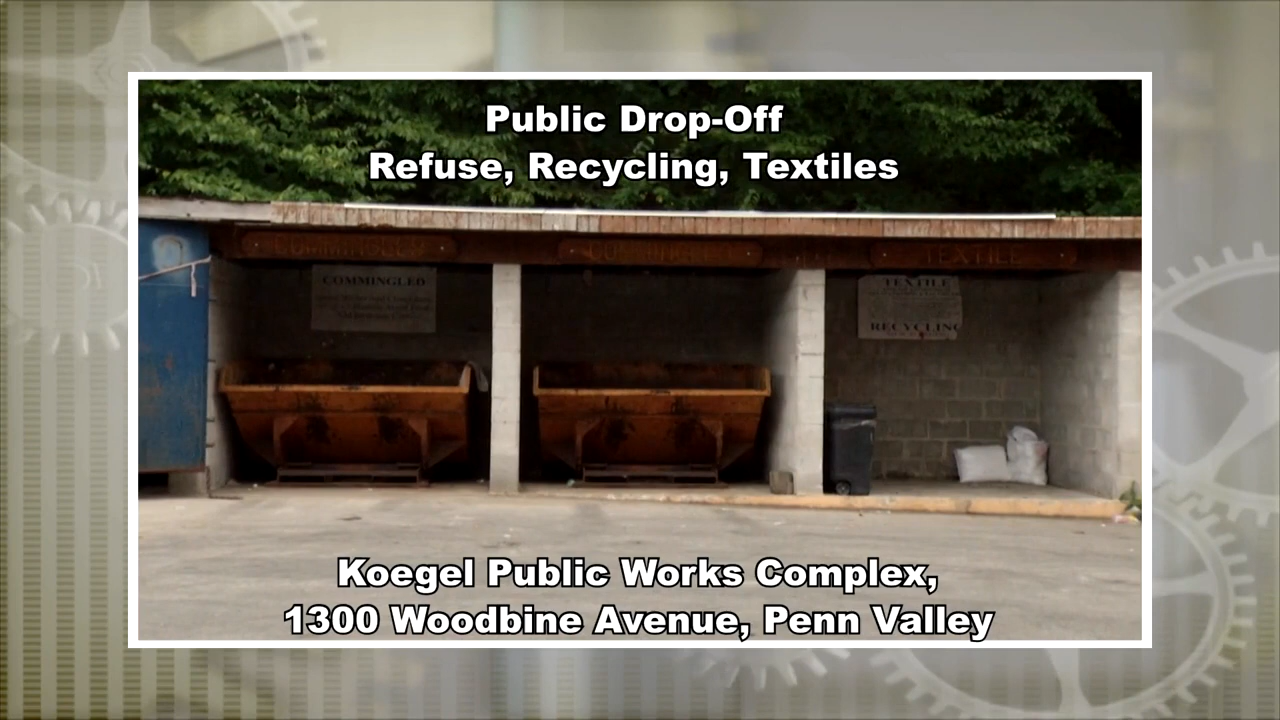 Public Drop-Off
Refuse, Recycling, Textiles
COMMINGLED
TEXTILE
COMMINGLED
TEXTILE
RECYCLING
Koegel Public Works Complex,
1300 Woodbine Avenue, Penn Valley